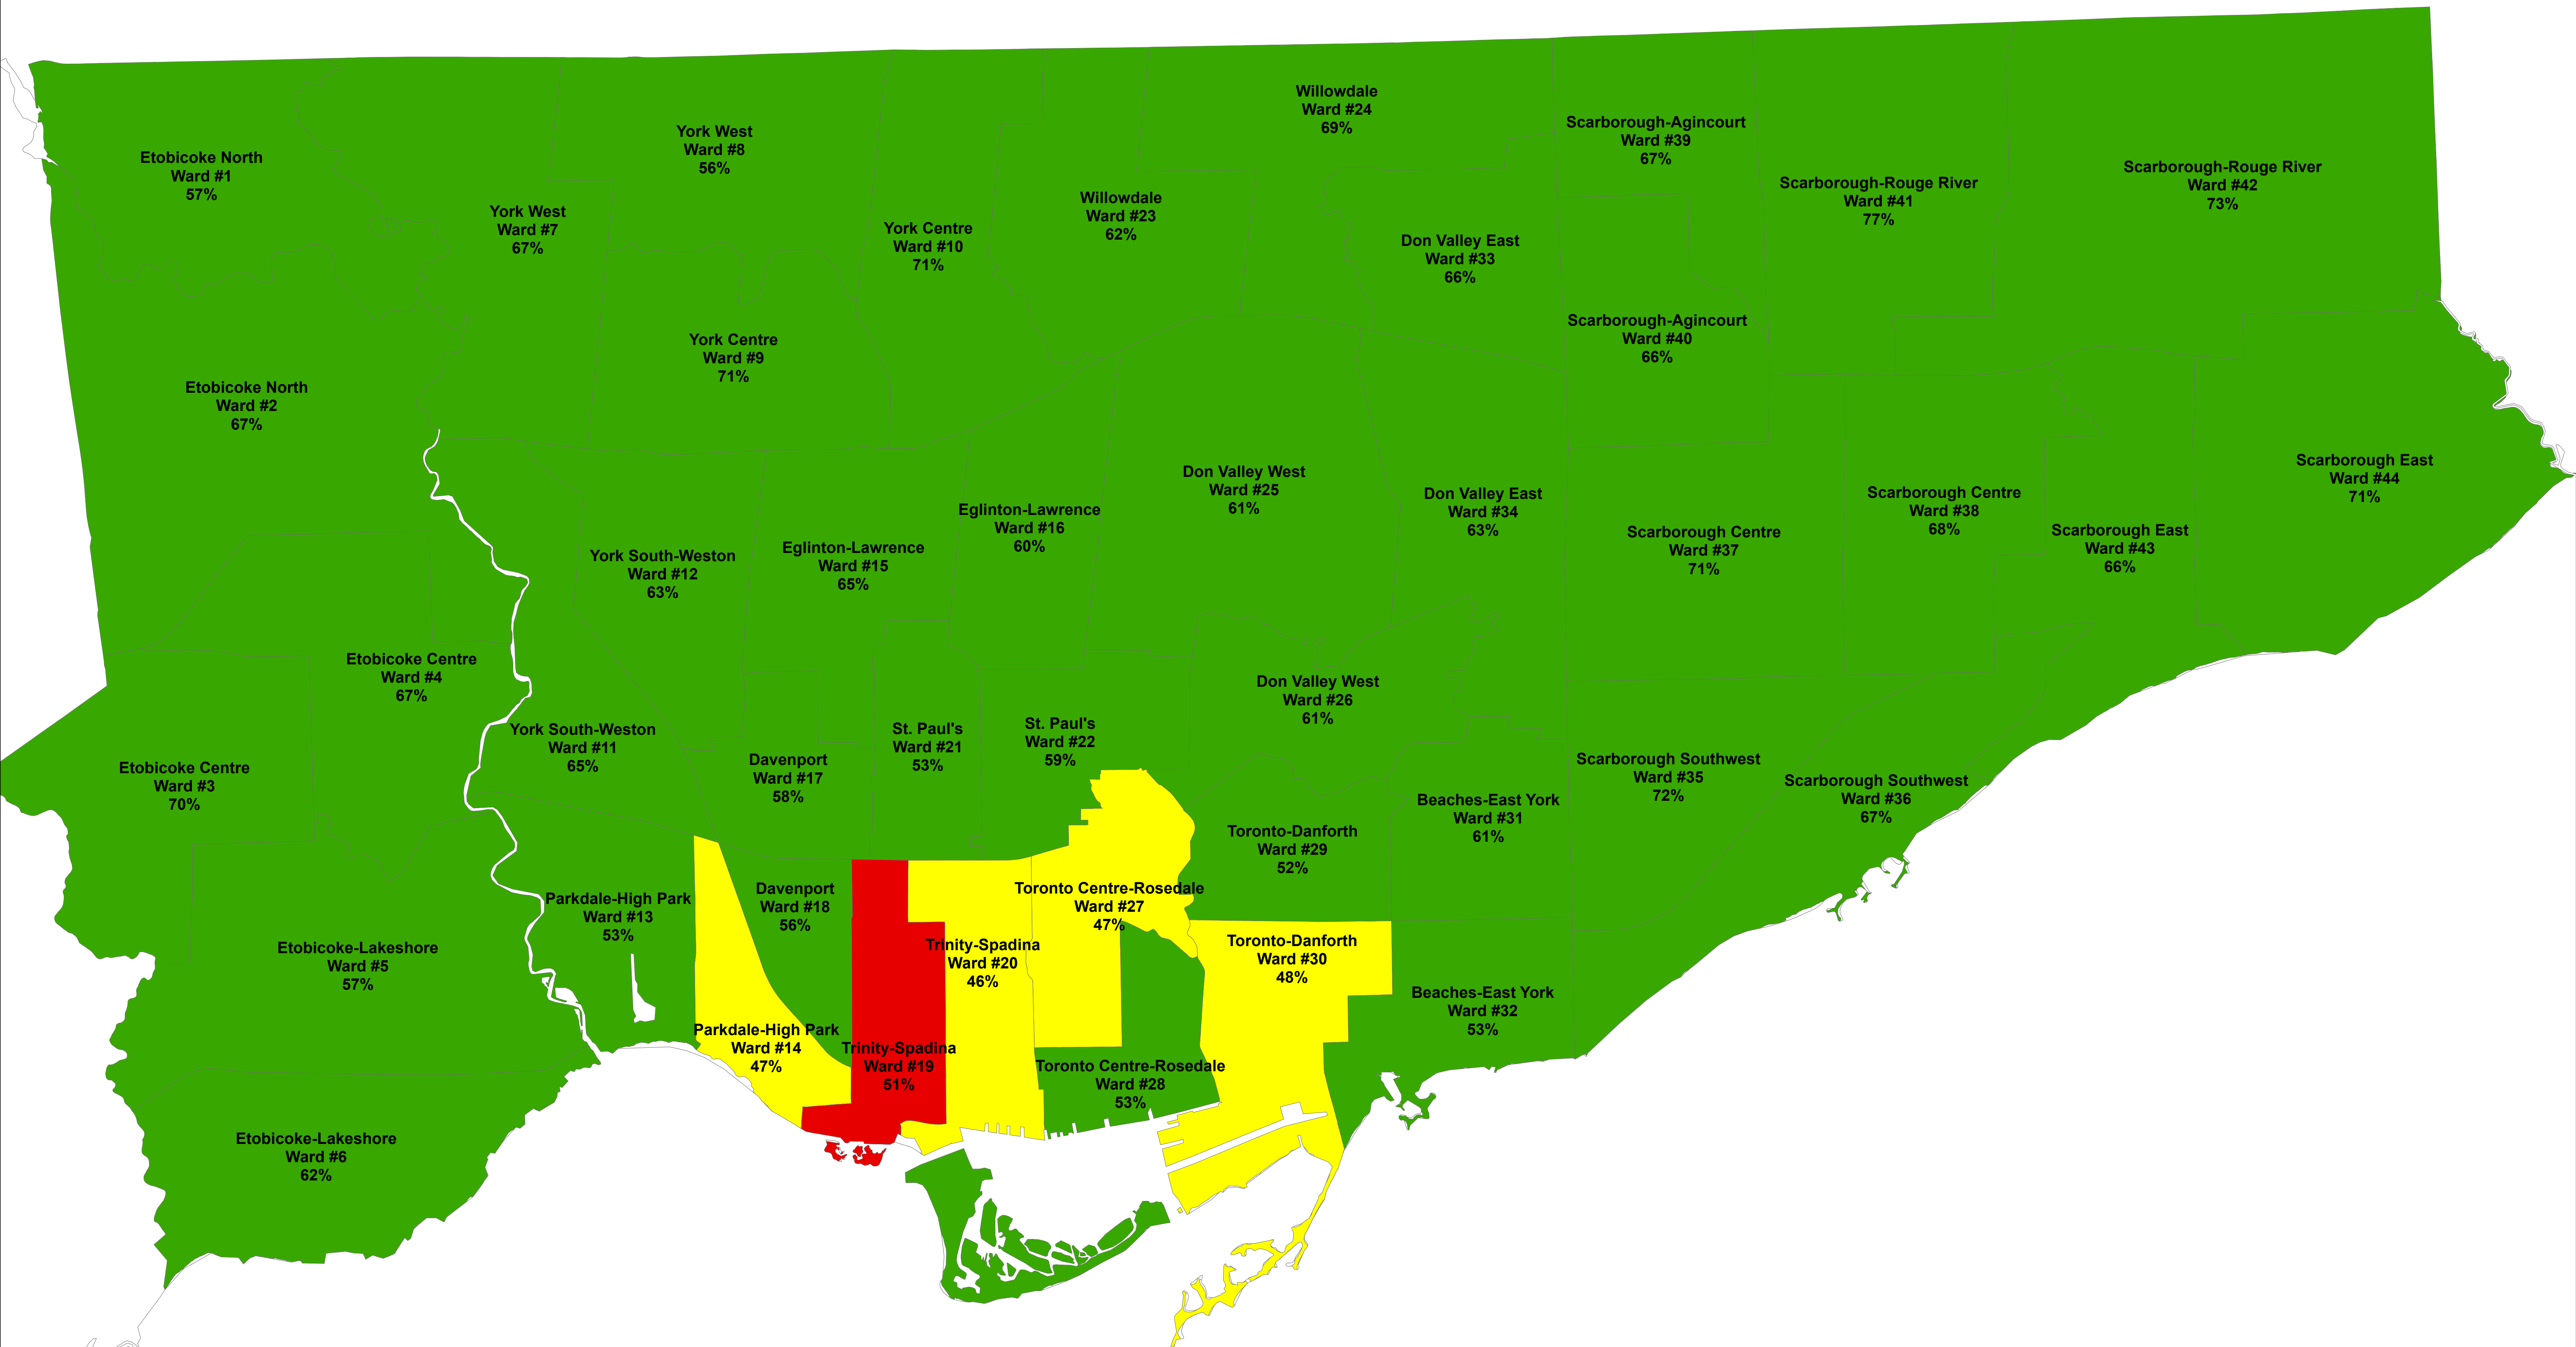 Willowdale
Ward #24
69%
Scarborough-Agincourt
Ward #39
67%
York West
Ward #8
56%
Etobicoke North
Ward #1
57%
Scarborough-Rouge River
Ward #42
73%
Scarborough-Rouge River
Ward #41
77%
Willowdale
Ward #23
62%
York West
Ward #7
67%
York Centre
Ward #10
71%
Don Valley East
Ward #33
66%
Scarborough-Agincourt
Ward #40
66%
York Centre
Ward #9
71%
Etobicoke North
Ward #2
67%
Scarborough East
Ward #44
71%
Don Valley West
Ward #25
61%
Don Valley East
Ward #34
63%
Scarborough Centre
Ward #38
68%
Eglinton-Lawrence
Ward #16
60%
Scarborough Centre
Ward #37
71%
Scarborough East
Ward #43
66%
Eglinton-Lawrence
Ward #15
65%
York South-Weston
Ward #12
63%
Etobicoke Centre
Ward #4
67%
Don Valley West
Ward #26
61%
St. Paul's
Ward #22
59%
York South-Weston
Ward #11
65%
St. Paul's
Ward #21
53%
Davenport
Ward #17
58%
Scarborough Southwest
Ward #35
72%
Etobicoke Centre
Ward #3
70%
Scarborough Southwest
Ward #36
67%
Beaches-East York
Ward #31
61%
Toronto-Danforth
Ward #29
52%
Davenport
Ward #18
56%
Toronto Centre-Rosedale
Ward #27
47%
Parkdale-High Park
Ward #13
53%
Toronto-Danforth
Ward #30
48%
Trinity-Spadina
Ward #20
46%
Etobicoke-Lakeshore
Ward #5
57%
Beaches-East York
Ward #32
53%
Parkdale-High Park
Ward #14
47%
Trinity-Spadina
Ward #19
51%
Toronto Centre-Rosedale
Ward #28
53%
Etobicoke-Lakeshore
Ward #6
62%